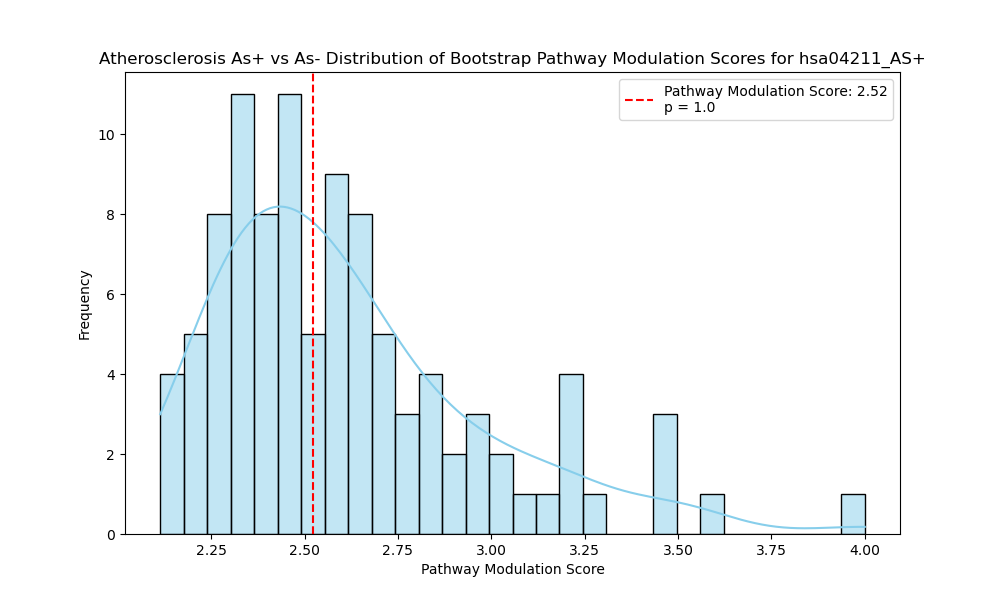 Atherosclerosis As+ vs As- Distribution of Bootstrap Pathway Modulation Scores for hsa04211_AS+
Pathway Modulation Score: 2.52
p = 1.0
Frequency
10
8
6
4
2
0
2.25 2.50 2.75 3.00 3.25 3.50 3.75 4.00
Pathway Modulation Score